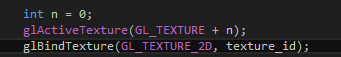 int n = 0;
glActiveTexture(GL_TEXTURE + n);
glBindTexture(GL_TEXTURE_2D, texture_id);